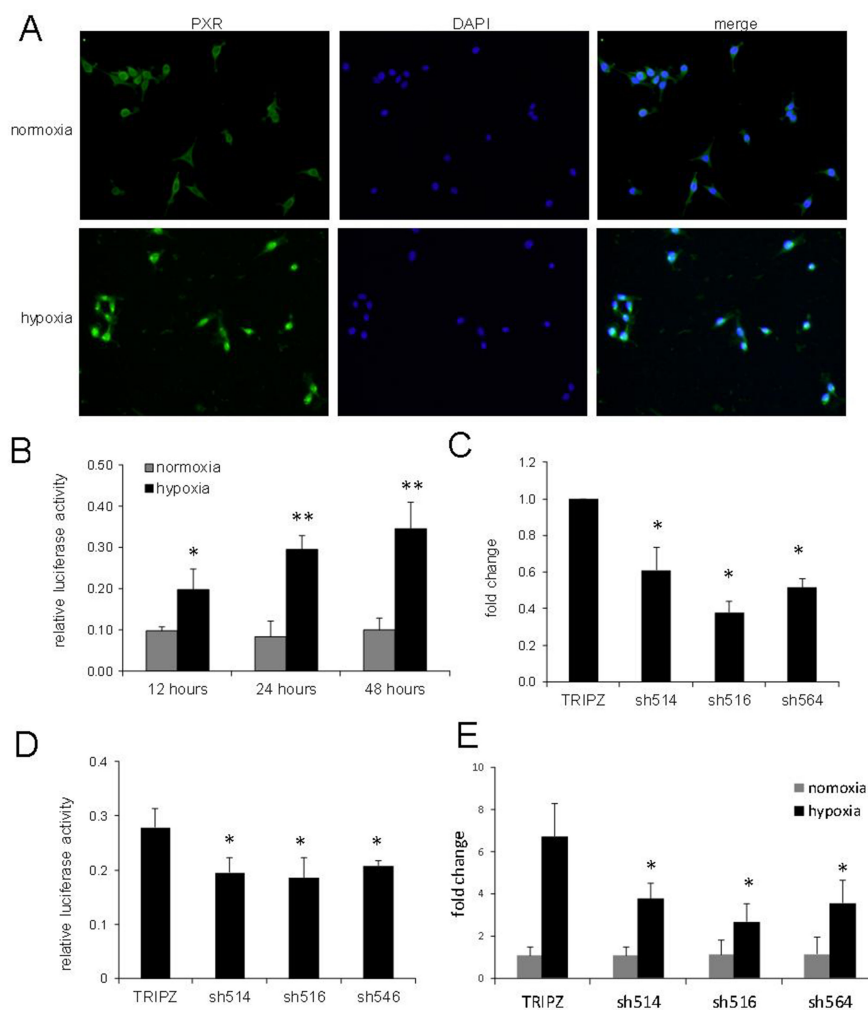 A
PXR DAPI merge
normoxia
hypoxia
B
relative luciferase activity
0.50
0.40
0.30
0.20
0.10
0.00
normoxia
hypoxia
*
**
**
12 hours 24 hours 48 hours
C
fold change
1.2
1.0
0.8
0.6
0.4
0.2
0.0
*
*
*
TRIPZ sh514 sh516 sh564
D
relative luciferase activity
0.4
0.3
0.2
0.1
0
*
*
*
TRIPZ sh514 sh516 sh546
E
fold change
10
8
6
4
2
0
nomoxia
hypoxia
*
*
*
TRIPZ sh514 sh516 sh564